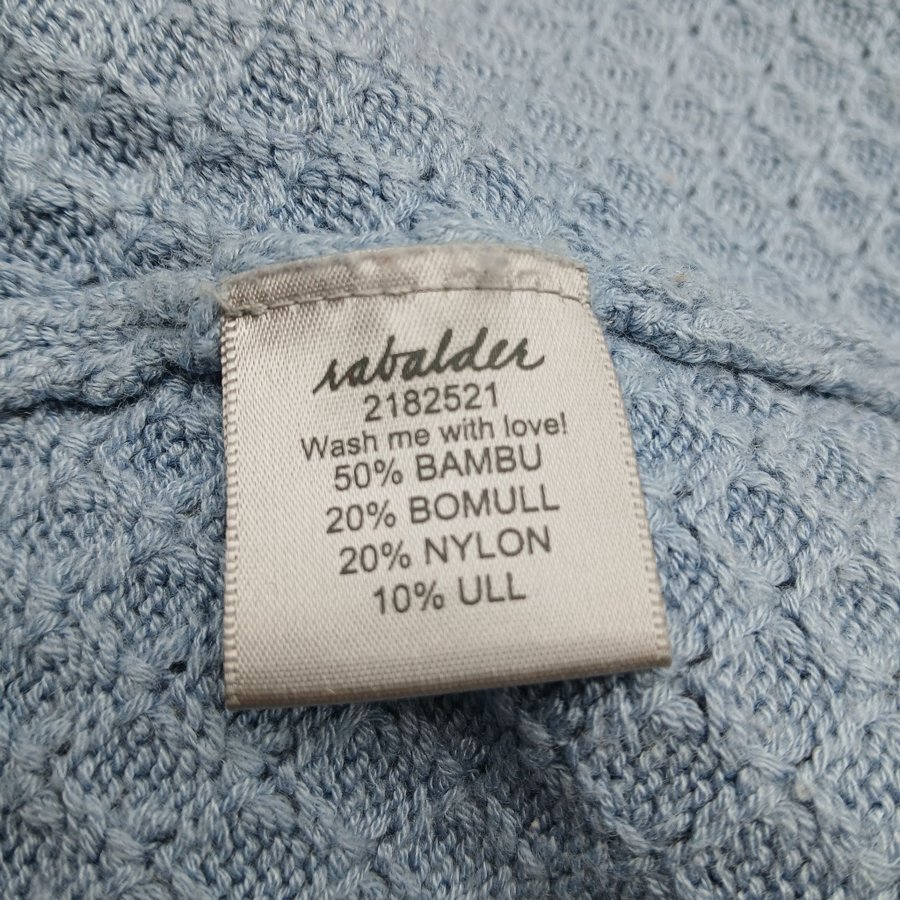 rabalder
2182521
Wash me with love!
50% BAMBU
20% BOMULL
20% NYLON
10% ULL